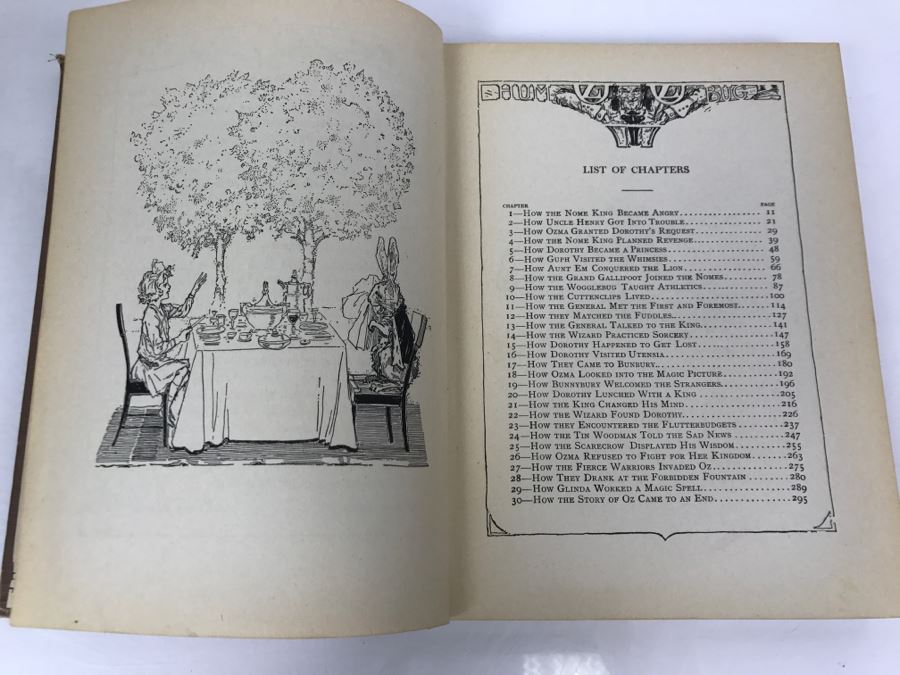 LIST OF CHAPTERS
CHAPTER PAGE
1—How the Nome King Became Angry 11
2—How Uncle Henry Got Into Trouble 21
3—How Ozma Granted Dorothy's Request 29
4—How the Nome King Planned Revenge 39
5—How Dorothy Became a Princess 48
6—How Guph Visited the Whimsies 59
7—How Aunt Em Conquered the Lion 66
8—How the Grand Gallipoot Joined the Nomes 78
9—How the Wogglebug Taught Athletics 87
10—How the Cuttenclips Lived 100
11—How the General Met the First and Foremost 114
12—How they Matched the Fuddles 127
13—How the General Talked to the King 141
14—How the Wizard Practiced Sorcery 147
15—How Dorothy Happened to Get Lost 158
16—How Dorothy Visited Utensia 169
17—How They Came to Bunbury 180
18—How Ozma Looked into the Magic Picture 192
19—How Bunnybury Welcomed the Strangers 196
20—How Dorothy Lunched With a King 205
21—How the King Changed His Mind 216
22—How the Wizard Found Dorothy 226
23—How they Encountered the Flutterbudgets 237
24—How the Tin Woodman Told the Sad News 247
25—How the Scarecrow Displayed His Wisdom 255
26—How Ozma Refused to Fight for Her Kingdom 263
27—How the Fierce Warriors Invaded Oz 275
28—How They Drank at the Forbidden Fountain 280
29—How Glinda Worked a Magic Spell 289
30—How the Story of Oz Came to an End 295